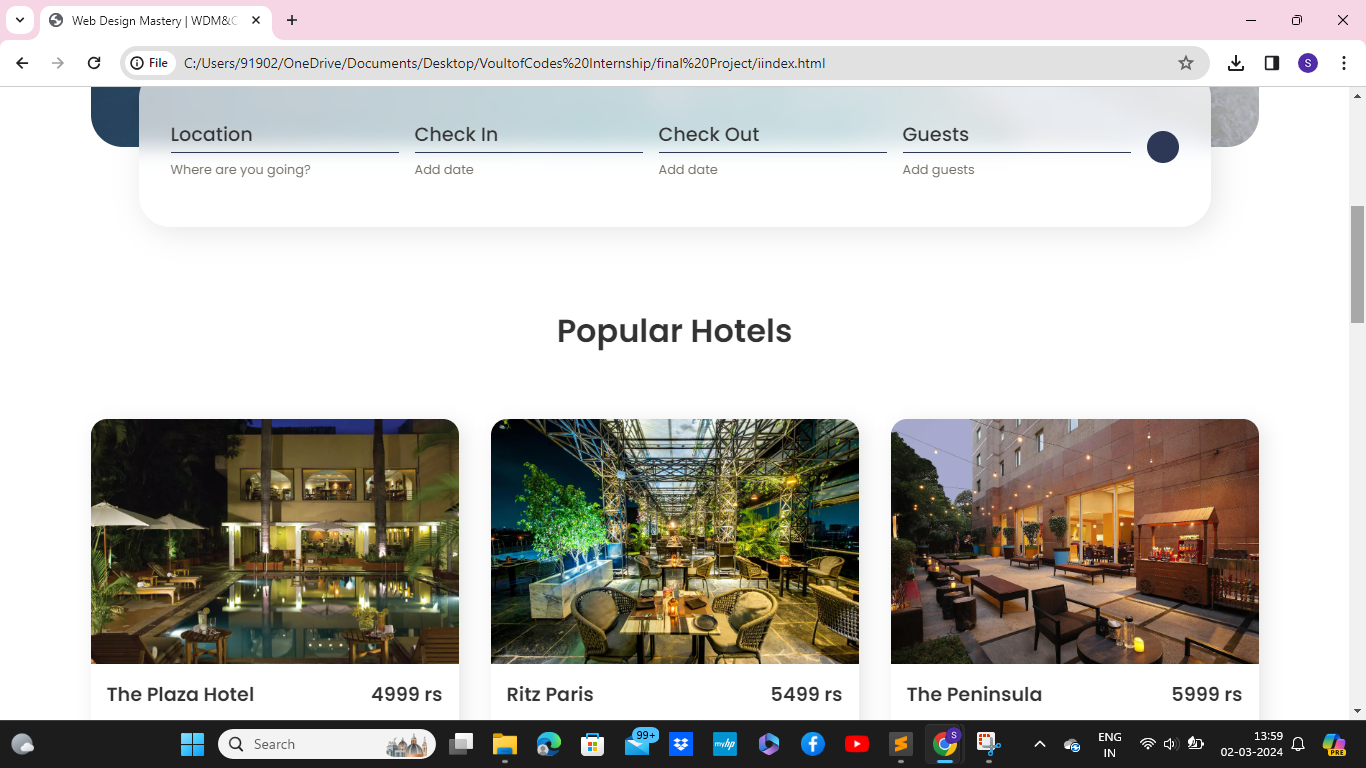 Web Design Mastery | WDM&C
File
C:/Users/91902/OneDrive/Documents/Desktop/VoultofCodes%20Internship/final%20Project/iindex.html
S
Location Check In Check Out Guests
Where are you going? Add date Add date Add guests
Popular Hotels
The Plaza Hotel 4999 rs Ritz Paris 5499 rs The Peninsula 5999 rs
Search
99+
myhp
S
ENG
IN
13:59
02-03-2024
PRE